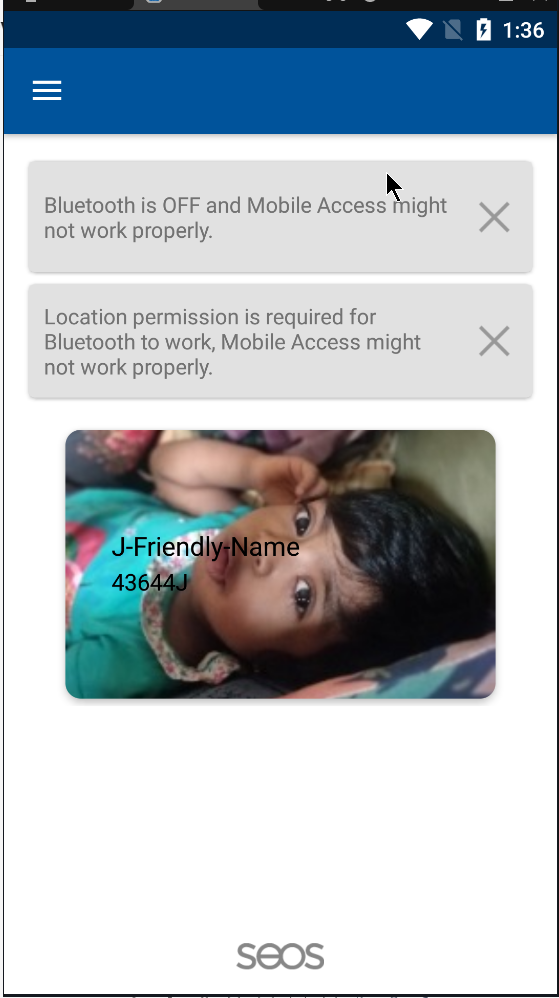 1:36
Bluetooth is OFF and Mobile Access might
not work properly.
Location permission is required for
Bluetooth to work, Mobile Access might
not work properly.
J-Friendly-Name
43644J
seos